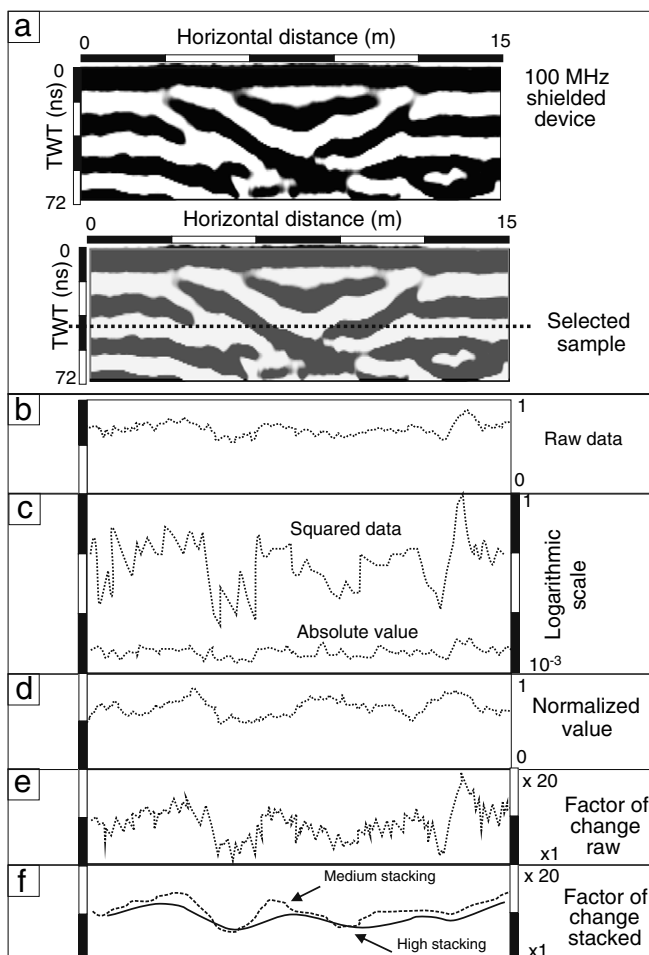 a
0
Horizontal distance (m)
15
0
TWT (ns)
72
100 MHz
shielded
device
0
Horizontal distance (m)
15
0
TWT (ns)
72
Selected
sample
b
1
Raw data
0
c
1
Squared data
Absolute value
Logarithmic
scale
10-3
d
1
Normalized
value
0
e
x 20
Factor of
change
raw
x1
f
x 20
Medium stacking
Factor of
change
stacked
High stacking
x1